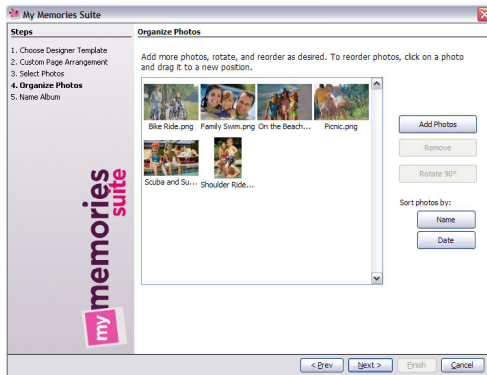 My Memories Suite
Steps
1. Choose Designer Template
2. Custom Page Arrangement
3. Select Photos
4. Organize Photos
5. Name Album
my memories suite
Organize Photos
Add more photos, rotate, and reorder as desired. To reorder photos, click on a photo
and drag it to a new position.
Bike Ride.png Family Swim.png On the Beach... Picnic.png
Scuba and Su... Shoulder Ride...
Add Photos
Remove
Rotate 90°
Sort photos by:
Name
Date
< Prev Next > Finish Cancel